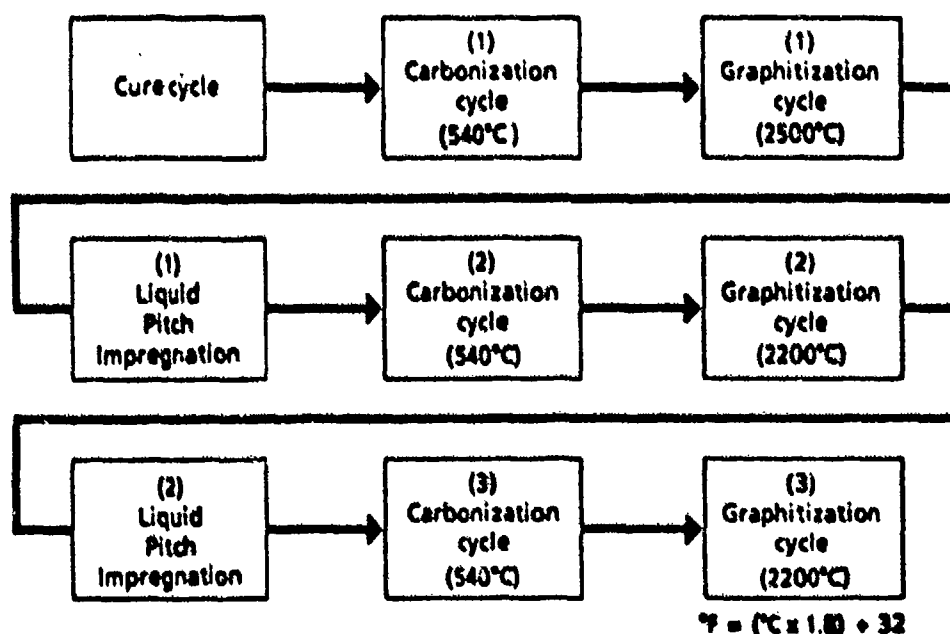 Cure cycle
(1)
Carbonization
cycle
(540°C)
(1)
Graphitization
cycle
(2500°C)
(1)
Liquid
Pitch
Impregnation
(2)
Carbonization
cycle
(540°C)
(2)
Graphitization
cycle
(2200°C)
(2)
Liquid
Pitch
Impregnation
(3)
Carbonization
cycle
(540°C)
(3)
Graphitization
cycle
(2200°C)
°F = (°C x 1.8) + 32